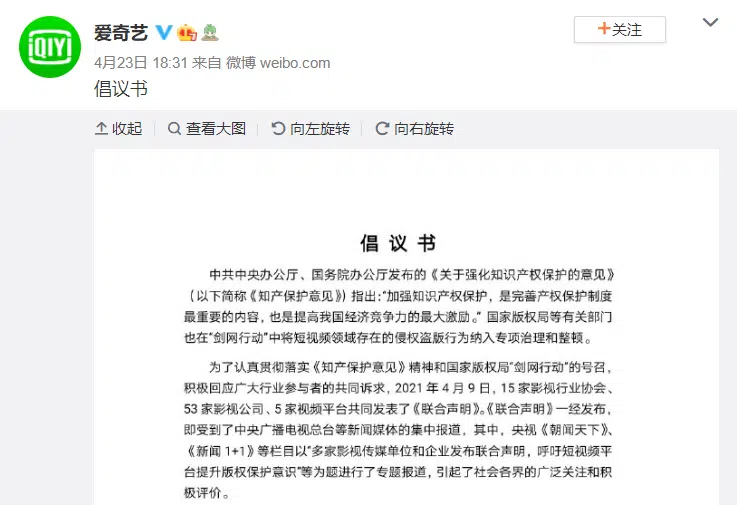 iQIYI
爱奇艺
+关注
4月23日 18:31 来自 微博 weibo.com
倡议书
收起
查看大图
向左旋转
向右旋转
倡 议 书
中共中央办公厅、国务院办公厅发布的《关于强化知识产权保护的意见》
（以下简称《知产保护意见》）指出：“加强知识产权保护，是完善产权保护制度
最重要的内容，也是提高我国经济竞争力的最大激励。”国家版权局等有关部门
也在“剑网行动”中将短视频领域存在的侵权盗版行为纳入专项治理和整顿。
为了认真贯彻落实《知产保护意见》精神和国家版权局“剑网行动”的号召，
积极回应广大行业参与者的共同诉求，2021 年 4 月 9 日，15 家影视行业协会、
53 家影视公司、5 家视频平台共同发表了《联合声明》。《联合声明》一经发布，
即受到了中央广播电视总台等新闻媒体的集中报道，其中，央视《朝闻天下》、
《新闻 1+1》等栏目以“多家影视传媒单位和企业发布联合声明，呼吁短视频平
台提升版权保护意识”等为题进行了专题报道，引起了社会各界的广泛关注和积
极评价。